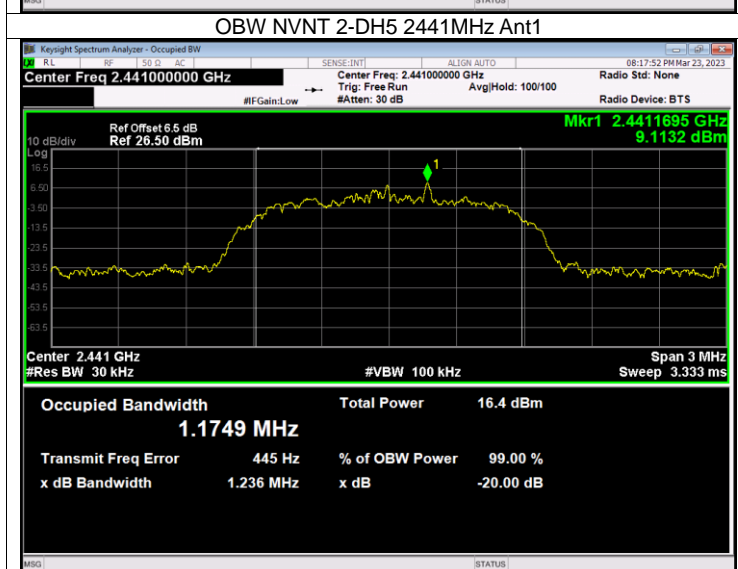 MSG STATUS
OBW NVNT 2-DH5 2441MHz Ant1
Keysight Spectrum Analyzer - Occupied BW
RL RF 50 Ω AC SENSE:INT ALIGN AUTO 08:17:52 PM Mar 23, 2023
Center Freq 2.441000000 GHz Center Freq: 2.441000000 GHz Radio Std: None
Trig: Free Run Avg|Hold: 100/100
#IFGain:Low #Atten: 30 dB Radio Device: BTS
Mkr1 2.4411695 GHz
Ref Offset 6.5 dB 9.1132 dBm
10 dB/div Ref 26.50 dBm
Log
16.5
1
6.50
-3.50
-13.5
-23.5
-33.5
-43.5
-53.5
-63.5
Center 2.441 GHz Span 3 MHz
#Res BW 30 kHz #VBW 100 kHz Sweep 3.333 ms
Occupied Bandwidth Total Power 16.4 dBm
1.1749 MHz
Transmit Freq Error 445 Hz % of OBW Power 99.00 %
x dB Bandwidth 1.236 MHz x dB -20.00 dB
MSG STATUS